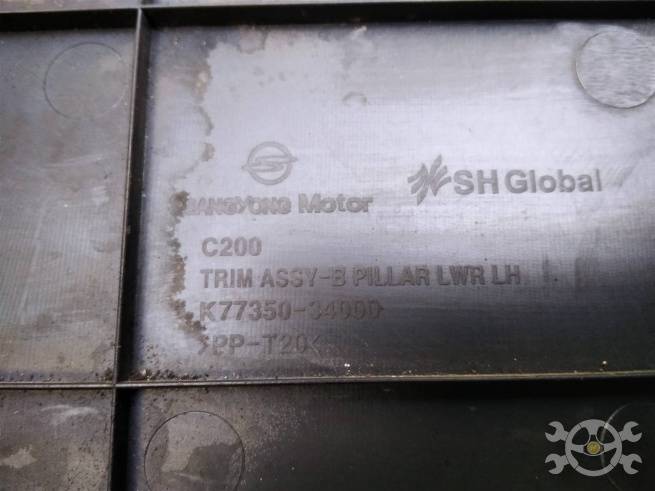 SSANGYONG Motor
SH Global
C200
TRIM ASSY-B PILLAR LWR LH
K77350-34000
>PP-T20<